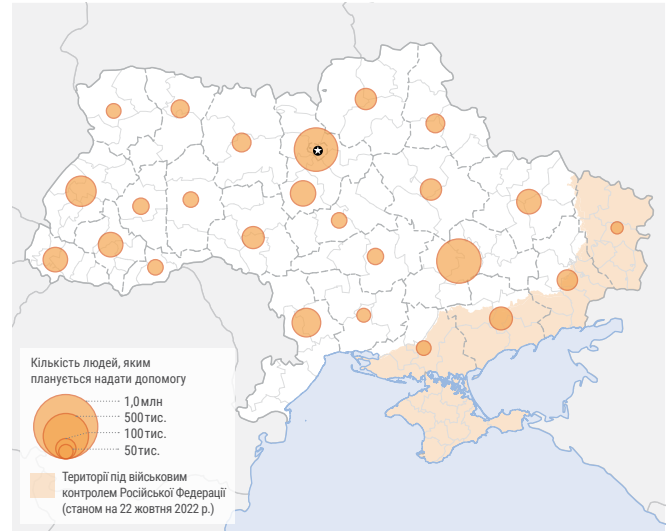 Кількість людей, яким
планується надати допомогу
1,0 млн
500 тис.
100 тис.
50 тис.
Території під військовим
контролем Російської Федерації
(станом на 22 жовтня 2022 р.)